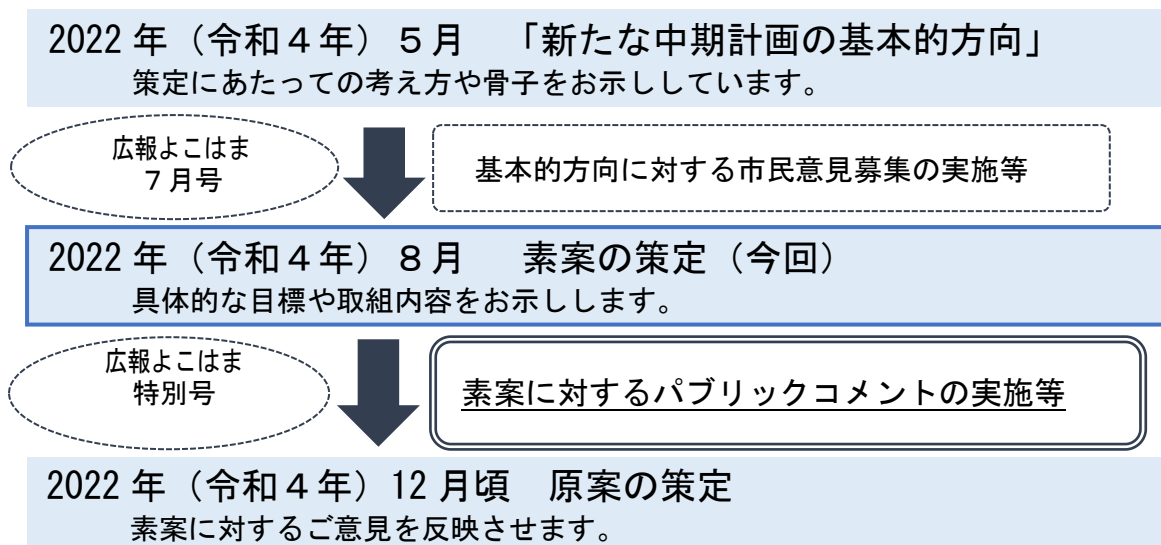 2022 年（令和４年）５月　「新たな中期計画の基本的方向」
策定にあたっての考え方や骨子をお示ししています。
広報よこはま
７月号
基本的方向に対する市民意見募集の実施等
2022 年（令和４年）８月　　素案の策定（今回）
具体的な目標や取組内容をお示しします。
広報よこはま
特別号
素案に対するパブリックコメントの実施等
2022 年（令和４年）12 月頃　原案の策定
素案に対するご意見を反映させます。